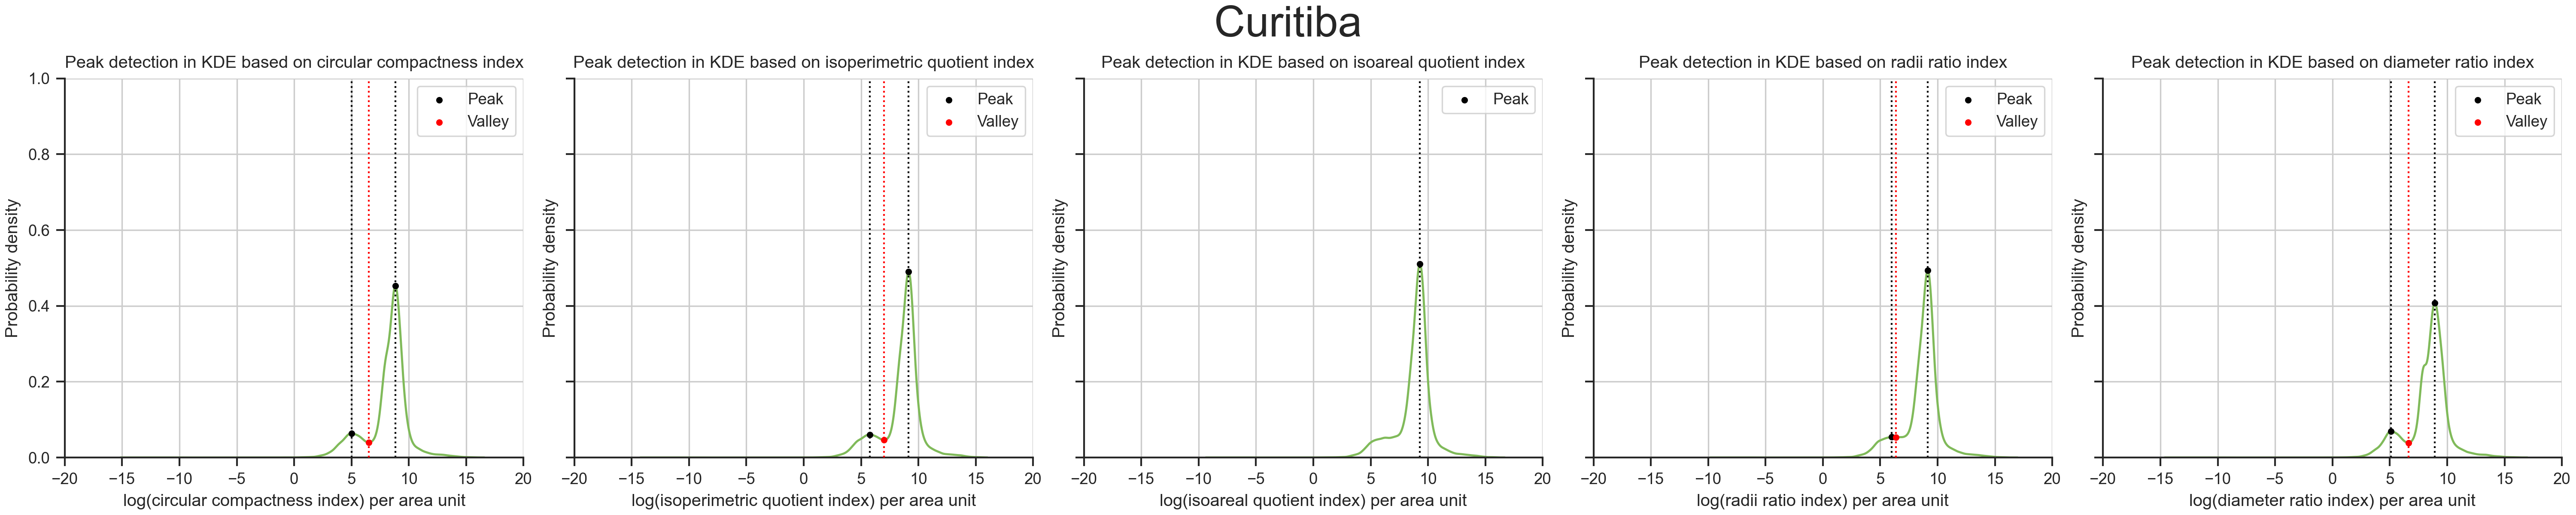 Curitiba
Peak detection in KDE based on circular compactness index
Peak
Valley
1.0
0.8
0.6
0.4
0.2
0.0
Probability density
−20 −15 −10 −5 0 5 10 15 20
log(circular compactness index) per area unit
Peak detection in KDE based on isoperimetric quotient index
Peak
Valley
Probability density
−20 −15 −10 −5 0 5 10 15 20
log(isoperimetric quotient index) per area unit
Peak detection in KDE based on isoareal quotient index
Peak
Probability density
−20 −15 −10 −5 0 5 10 15 20
log(isoareal quotient index) per area unit
Peak detection in KDE based on radii ratio index
Peak
Valley
Probability density
−20 −15 −10 −5 0 5 10 15 20
log(radii ratio index) per area unit
Peak detection in KDE based on diameter ratio index
Peak
Valley
Probability density
−20 −15 −10 −5 0 5 10 15 20
log(diameter ratio index) per area unit